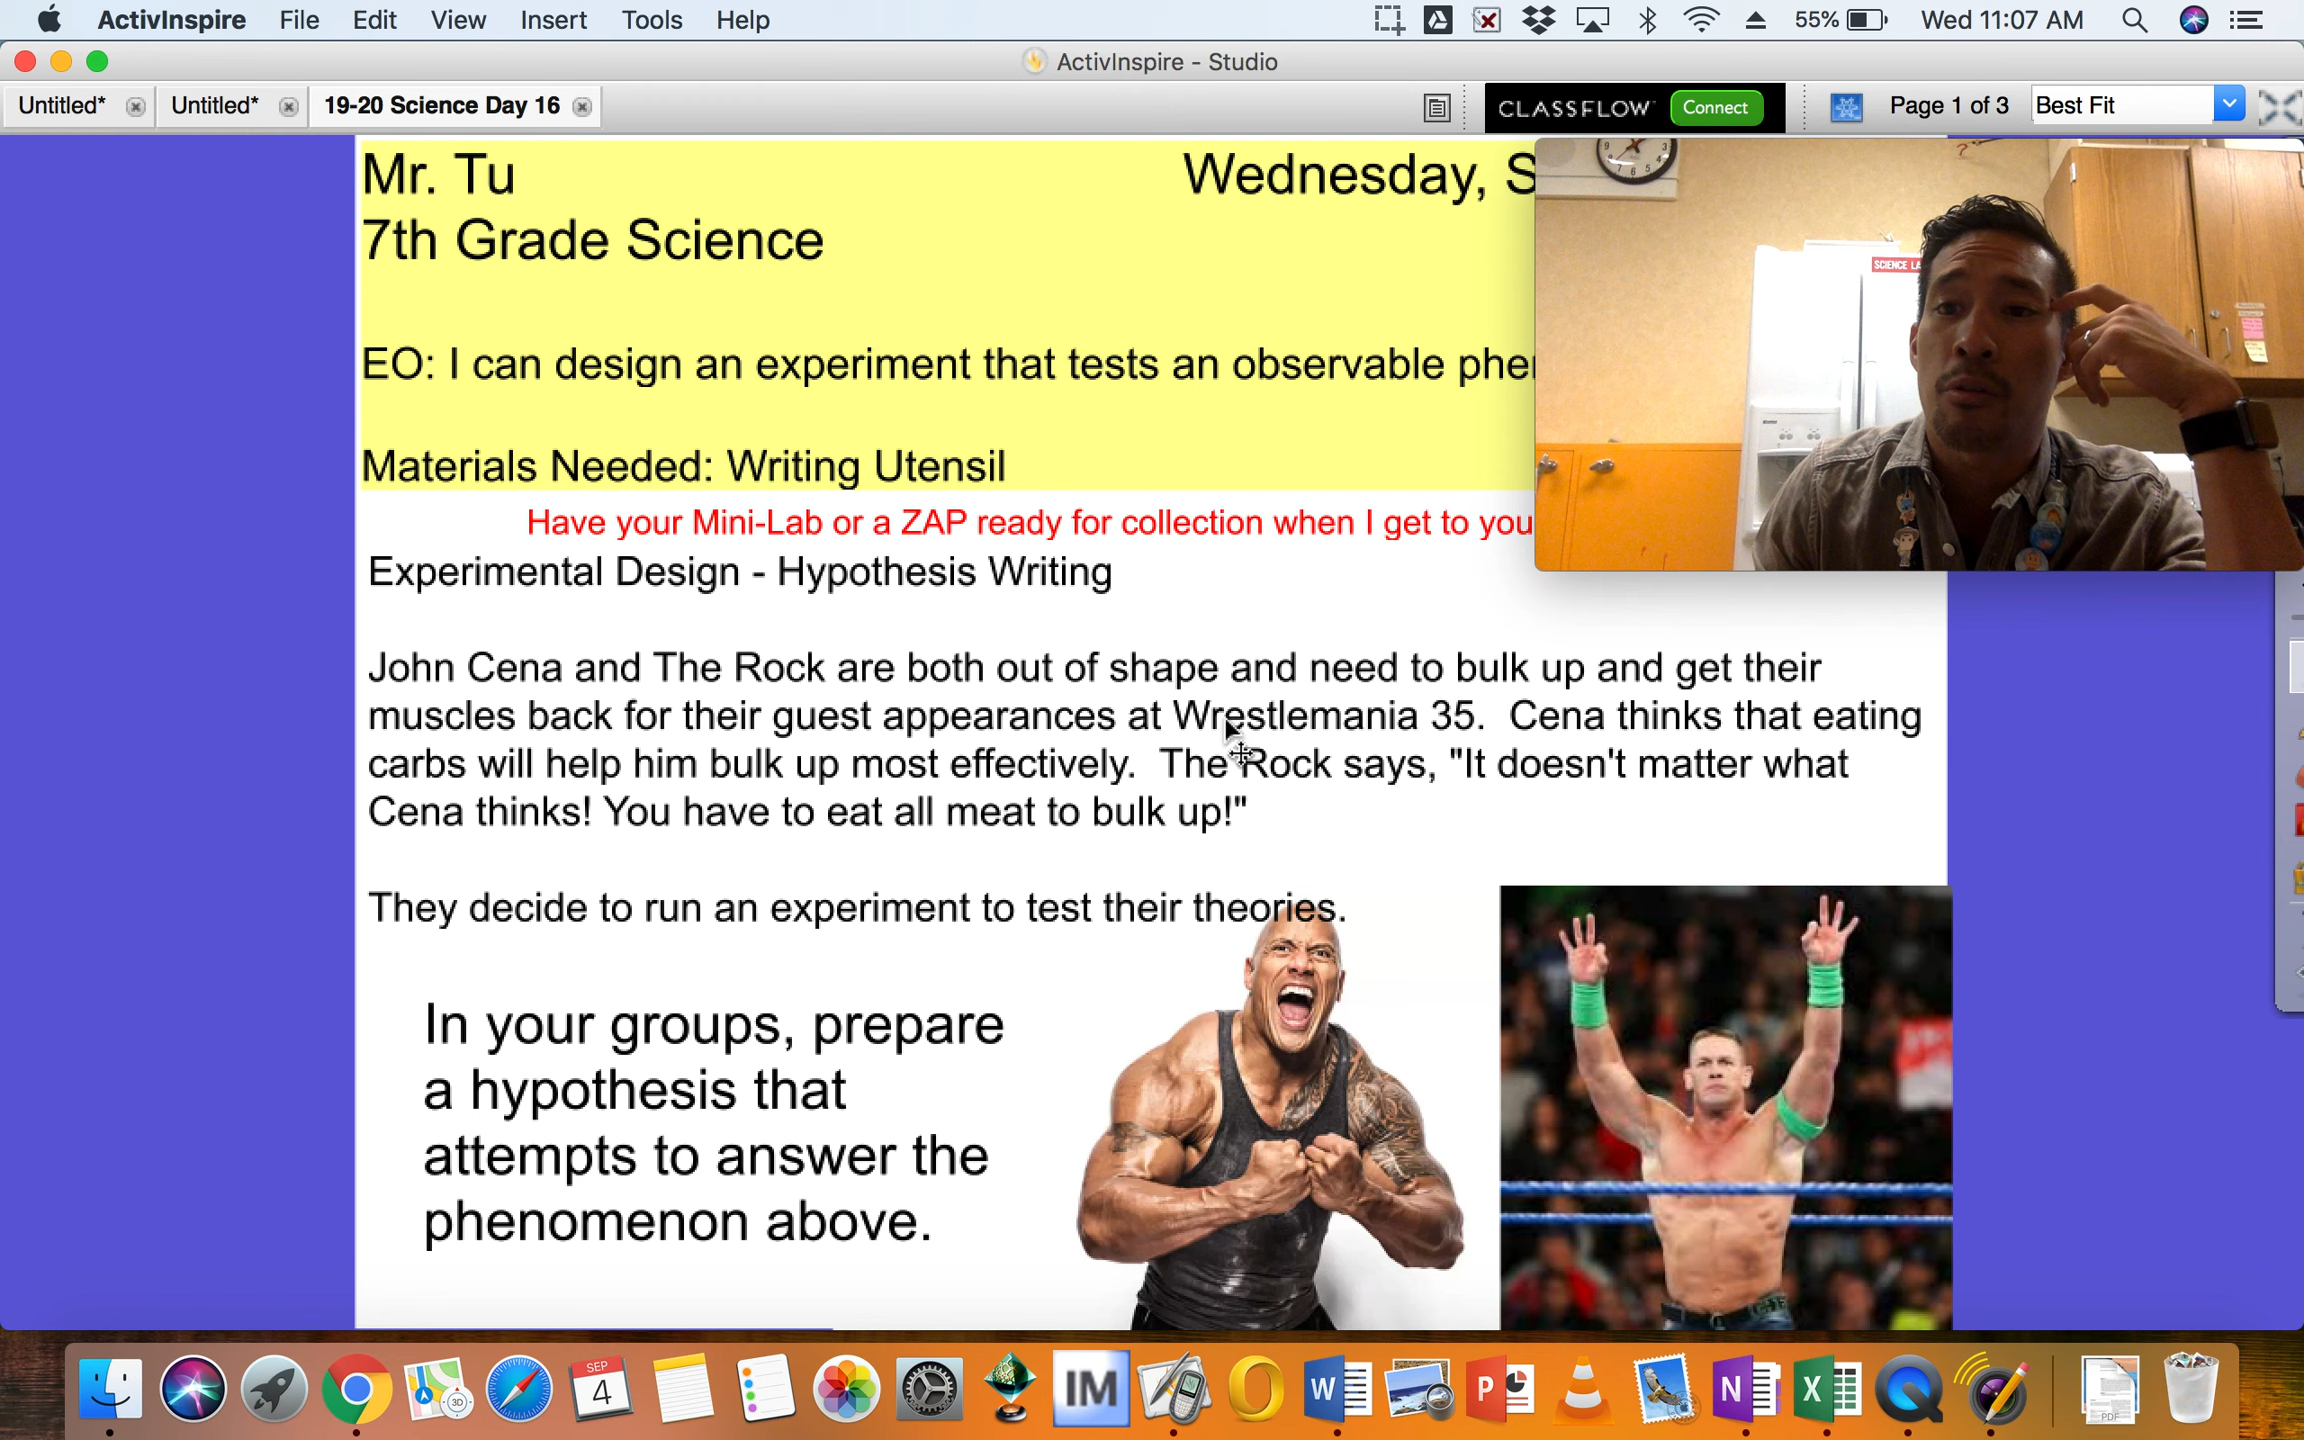 ActivInspire File Edit View Insert Tools Help 55% Wed 11:07 AM
ActivInspire - Studio
Untitled* Untitled* 19-20 Science Day 16 CLASSFLOW Connect Page 1 of 3 Best Fit
Mr. Tu Wednesday, S
7th Grade Science
SCIENCE LA
EO: I can design an experiment that tests an observable phe
Materials Needed: Writing Utensil
Have your Mini-Lab or a ZAP ready for collection when I get to you
Experimental Design - Hypothesis Writing
John Cena and The Rock are both out of shape and need to bulk up and get their
muscles back for their guest appearances at Wrestlemania 35. Cena thinks that eating
carbs will help him bulk up most effectively. The Rock says, "It doesn't matter what
Cena thinks! You have to eat all meat to bulk up!"
They decide to run an experiment to test their theories.
In your groups, prepare
a hypothesis that
attempts to answer the
phenomenon above.
3D SEP 4 IM W P N X PDF